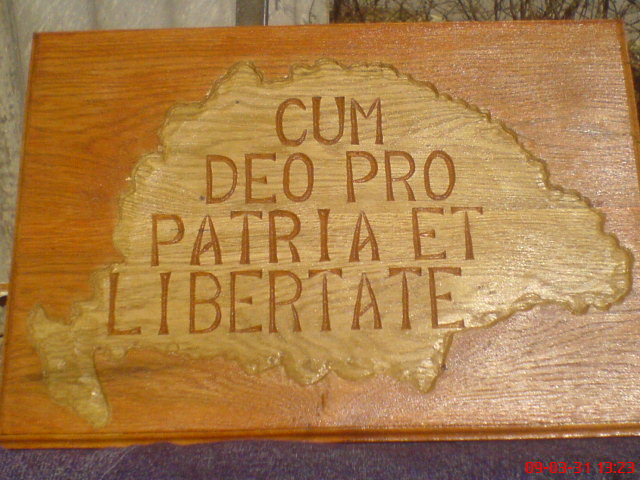 CUM
DEO PRO
PATRIA ET
LIBERTATE
09-03-31 13:23